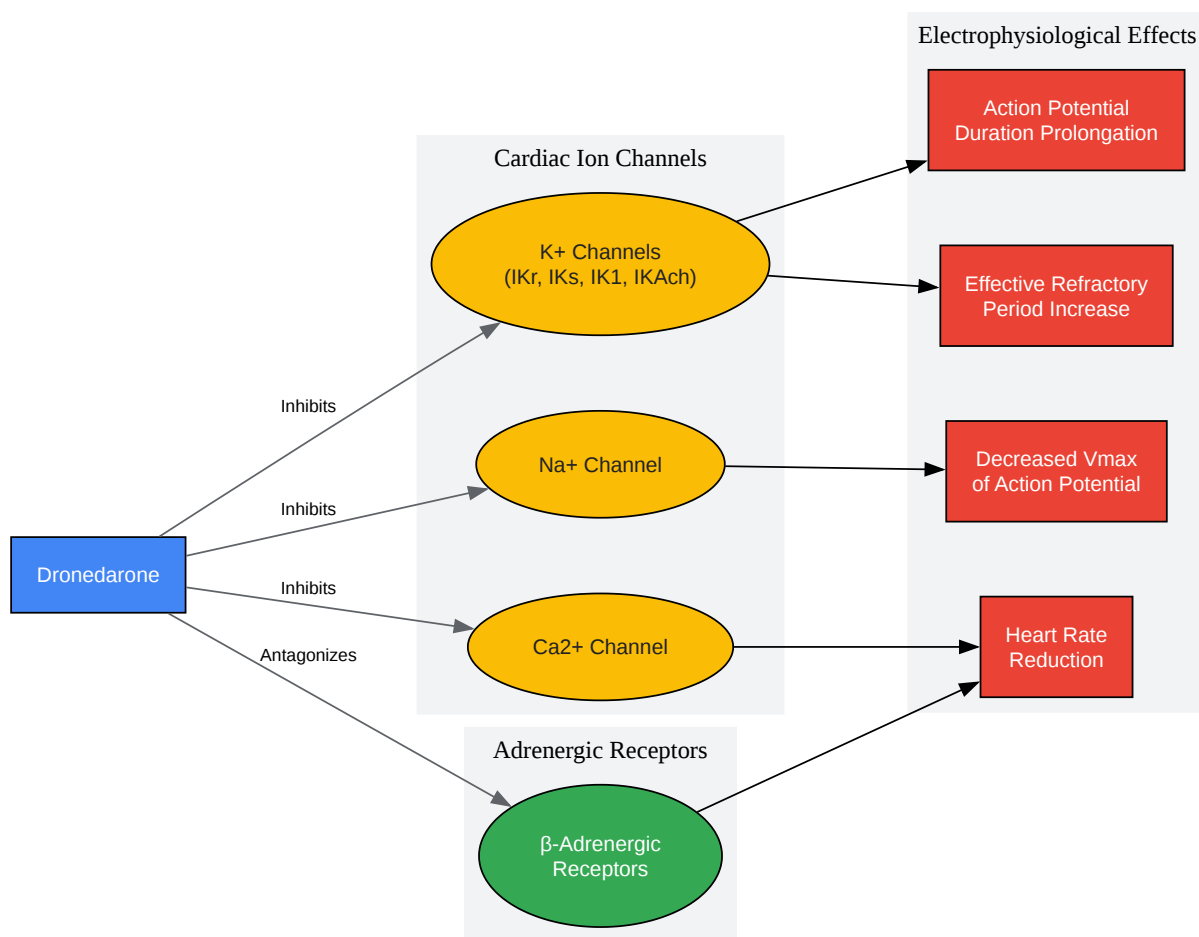 Electrophysiological Effects
Action Potential
Duration Prolongation
Cardiac Ion Channels
K+ Channels
(IKr, IKs, IK1, IKAch)
Effective Refractory
Period Increase
Inhibits
Na+ Channel
Decreased Vmax
of Action Potential
Inhibits
Dronedarone
Inhibits
Ca2+ Channel
Heart Rate
Reduction
Antagonizes
Adrenergic Receptors
β-Adrenergic
Receptors